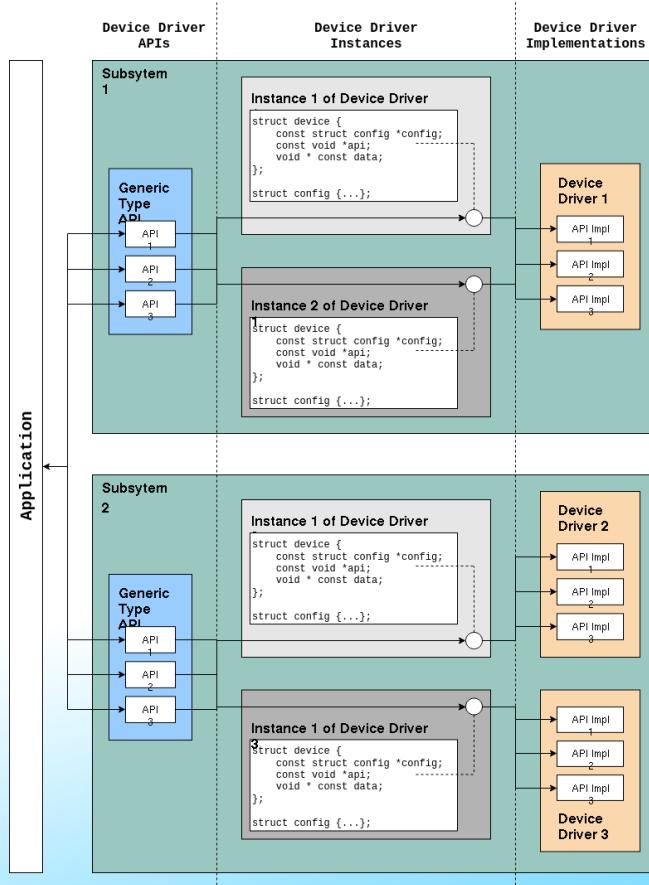 Device Driver
APIs
Device Driver
Instances
Device Driver
Implementations
Application
Subsytem
1
Generic
Type
API
API
1
API
2
API
3
Instance 1 of Device Driver
struct device {
const struct config *config;
const void *api;
void * const data;
};
struct config {...};
Instance 2 of Device Driver
1
struct device {
const struct config *config;
const void *api;
void * const data;
};
struct config {...};
Device
Driver 1
API Impl
1
API Impl
2
API Impl
3
Subsytem
2
Generic
Type
API
API
1
API
2
API
3
Instance 1 of Device Driver
struct device {
const struct config *config;
const void *api;
void * const data;
};
struct config {...};
Instance 1 of Device Driver
3
struct device {
const struct config *config;
const void *api;
void * const data;
};
struct config {...};
Device
Driver 2
API Impl
1
API Impl
2
API Impl
3
API Impl
1
API Impl
2
API Impl
3
Device
Driver 3